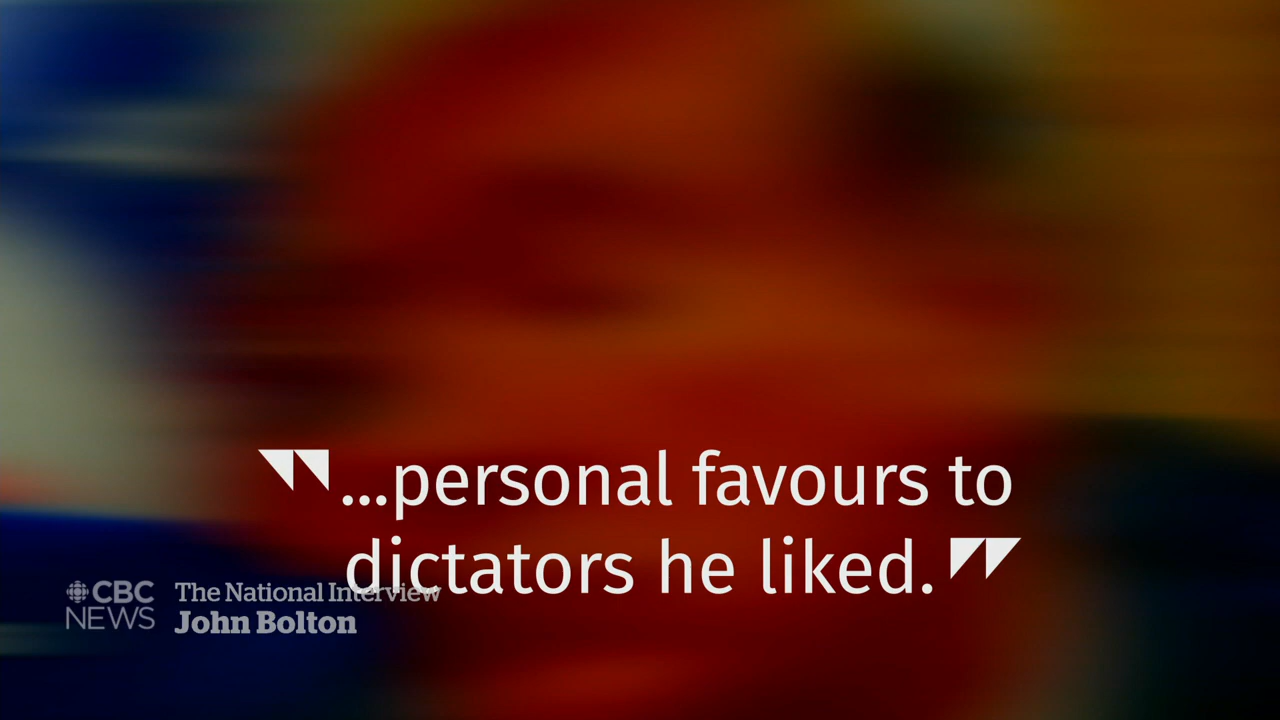 "...personal favours to
dictators he liked."
CBC
NEWS
The National Interview
John Bolton